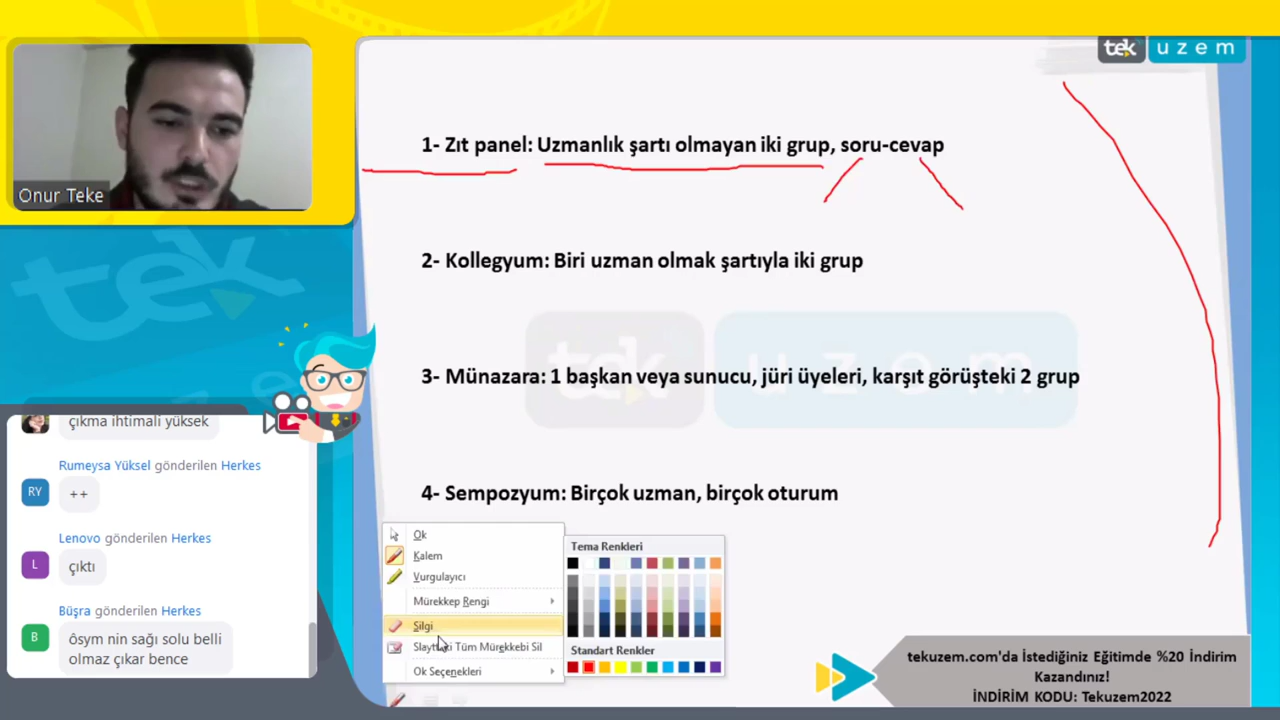 tek uzem
Onur Teke
1- Zıt panel: Uzmanlık şartı olmayan iki grup, soru-cevap
2- Kollegyum: Biri uzman olmak şartıyla iki grup
3- Münazara: 1 başkan veya sunucu, jüri üyeleri, karşıt görüşteki 2 grup
4- Sempozyum: Birçok uzman, birçok oturum
tek uzem
tek
çıkma ihtimali yüksek
Rumeysa Yüksel gönderilen Herkes
RY
++
Lenovo gönderilen Herkes
L
çıktı
Büşra gönderilen Herkes
B
ôsym nin sağı solu belli
olmaz çıkar bence
Ok
Kalem
Vurgulayıcı
Mürekkep Rengi
Silgi
Tüm Mürekkebi Sil
Ok Seçenekleri
Tema Renkleri
Standart Renkler
tekuzem.com'da İstediğiniz Eğitimde %20 İndirim
Kazandınız!
İNDİRİM KODU: Tekuzem2022